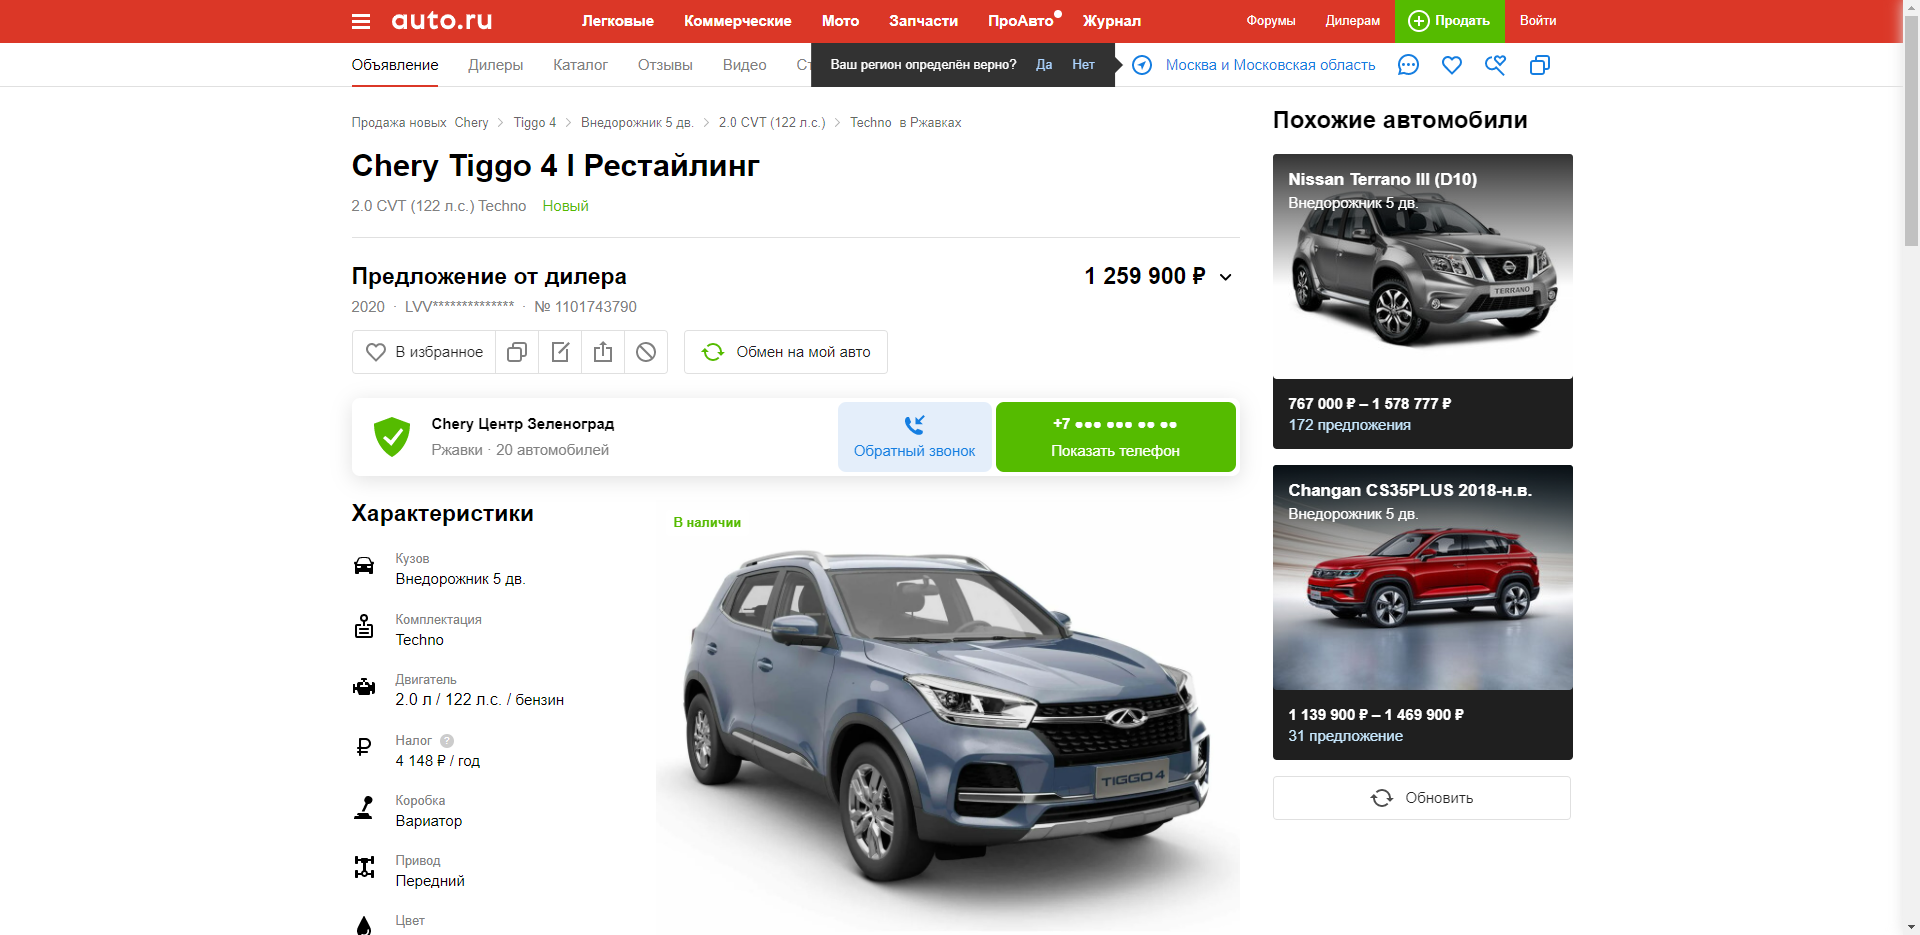 auto.ru
Легковые
Коммерческие
Мото
Запчасти
ПроАвто
Журнал
Форумы
Дилерам
Продать
Войти
Объявление
Дилеры
Каталог
Отзывы
Видео
Ст
Ваш регион определён верно? Да Нет
Москва и Московская область
Продажа новых Chery > Tiggo 4 > Внедорожник 5 дв. > 2.0 CVT (122 л.с.) > Techno в Ржавках
Chery Tiggo 4 I Рестайлинг
2.0 CVT (122 л.с.) Techno Новый
Предложение от дилера
1 259 900 ₽
2020 · LVV************** · № 1101743790
В избранное
Обмен на мой авто
Chery Центр Зеленоград
Ржавки · 20 автомобилей
Обратный звонок
+7 ●●● ●●● ●● ●●
Показать телефон
Характеристики
В наличии
Кузов
Внедорожник 5 дв.
Комплектация
Techno
Двигатель
2.0 л / 122 л.с. / бензин
Налог ?
4 148 ₽ / год
Коробка
Вариатор
Привод
Передний
Цвет
TIGGO 4
Похожие автомобили
Nissan Terrano III (D10)
Внедорожник 5 дв.
TERRANO
767 000 ₽ – 1 578 777 ₽
172 предложения
Changan CS35PLUS 2018-н.в.
Внедорожник 5 дв.
1 139 900 ₽ – 1 469 900 ₽
31 предложение
Обновить